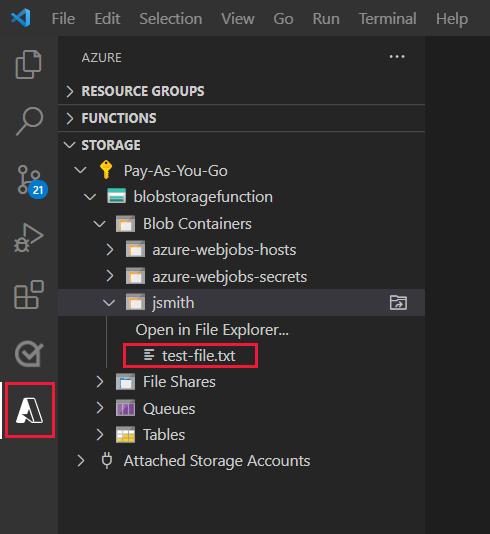 File Edit Selection View Go Run Terminal Help
AZURE
RESOURCE GROUPS
FUNCTIONS
STORAGE
Pay-As-You-Go
blobstoragefunction
Blob Containers
21
azure-webjobs-hosts
azure-webjobs-secrets
jsmith
Open in File Explorer...
test-file.txt
File Shares
Queues
Tables
Attached Storage Accounts